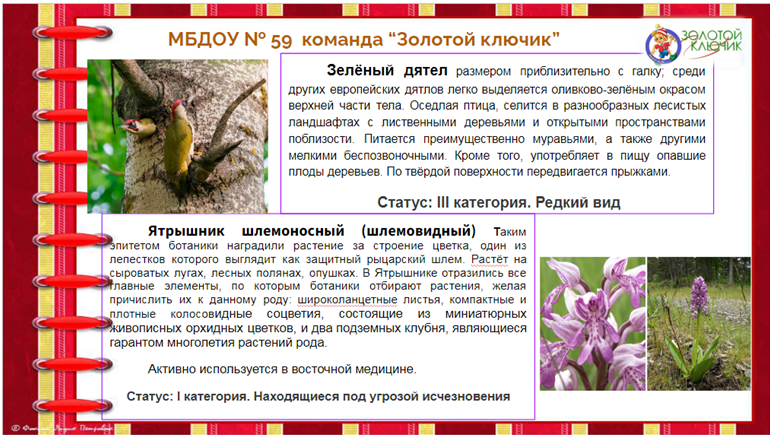 МБДОУ № 59 команда “Золотой ключик”
ЗОЛОТОЙ
КЛЮЧИК
Зелёный дятел размером приблизительно с галку; среди
других европейских дятлов легко выделяется оливково-зелёным окрасом
верхней части тела. Оседлая птица, селится в разнообразных лесистых
ландшафтах с лиственными деревьями и открытыми пространствами
поблизости. Питается преимущественно муравьями, а также другими
мелкими беспозвоночными. Кроме того, употребляет в пищу опавшие
плоды деревьев. По твёрдой поверхности передвигается прыжками.
Статус: III категория. Редкий вид
Ятрышник шлемоносный (шлемовидный) Таким
эпитетом ботаники наградили растение за строение цветка, один из
лепестков которого выглядит как защитный рыцарский шлем. Растёт на
сыроватых лугах, лесных полянах, опушках. В Ятрышнике отразились все
главные элементы, по которым ботаники отбирают растения, желая
причислить их к данному роду: широколанцетные листья, компактные и
плотные колосовидные соцветия, состоящие из миниатюрных
живописных орхидных цветков, и два подземных клубня, являющиеся
гарантом многолетия растений рода.
Активно используется в восточной медицине.
Статус: I категория. Находящиеся под угрозой исчезновения